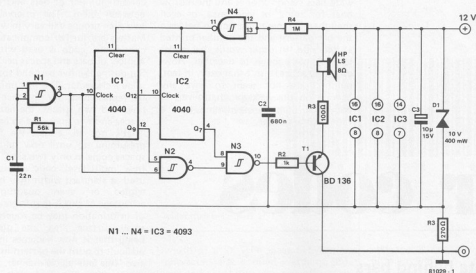 11
N4
12
13
R4
1M
12 V
11
Clear
11
Clear
HP
LS
8Ω
N1
1
2
3
10
Clock
IC1
4040
Q12
1
10
Clock
IC2
4040
R3
100Ω
16
IC1
8
16
IC2
8
14
IC3
7
C3
10µ
15V
D1
10 V
400 mW
C2
680n
R1
56k
Q9
12
Q7
4
N2
5
6
4
N3
8
9
10
R2
1k
T1
BD 136
C1
22n
R3
270Ω
0
N1 ... N4 = IC3 = 4093
81029 - 1